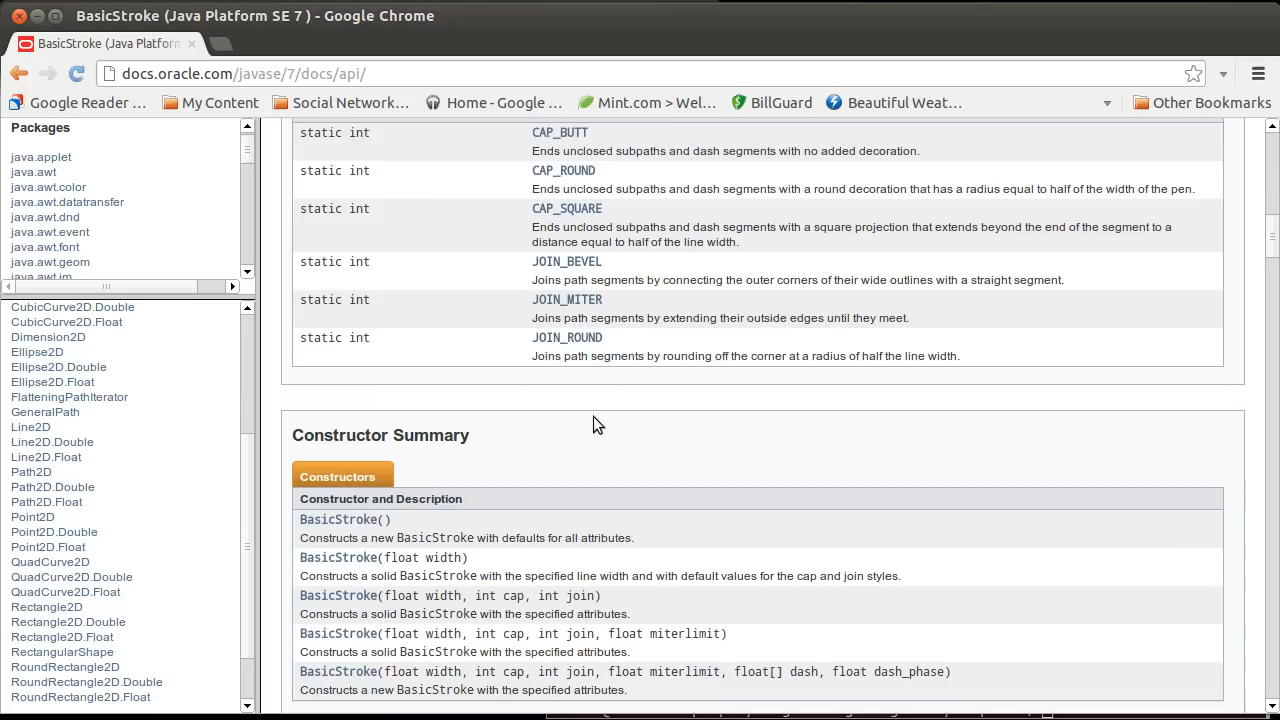 BasicStroke (Java Platform SE 7 ) - Google Chrome
BasicStroke (Java Platform
docs.oracle.com/javase/7/docs/api/
Google Reader ... My Content Social Network... Home - Google ... Mint.com > Wel... BillGuard Beautiful Weat... Other Bookmarks
Packages
java.applet
java.awt
java.awt.color
java.awt.datatransfer
java.awt.dnd
java.awt.event
java.awt.font
java.awt.geom
java.awt.im
CubicCurve2D.Double
CubicCurve2D.Float
Dimension2D
Ellipse2D
Ellipse2D.Double
Ellipse2D.Float
FlatteningPathIterator
GeneralPath
Line2D
Line2D.Double
Line2D.Float
Path2D
Path2D.Double
Path2D.Float
Point2D
Point2D.Double
Point2D.Float
QuadCurve2D
QuadCurve2D.Double
QuadCurve2D.Float
Rectangle2D
Rectangle2D.Double
Rectangle2D.Float
RectangularShape
RoundRectangle2D
RoundRectangle2D.Double
RoundRectangle2D.Float
static int CAP_BUTT
Ends unclosed subpaths and dash segments with no added decoration.
static int CAP_ROUND
Ends unclosed subpaths and dash segments with a round decoration that has a radius equal to half of the width of the pen.
static int CAP_SQUARE
Ends unclosed subpaths and dash segments with a square projection that extends beyond the end of the segment to a
distance equal to half of the line width.
static int JOIN_BEVEL
Joins path segments by connecting the outer corners of their wide outlines with a straight segment.
static int JOIN_MITER
Joins path segments by extending their outside edges until they meet.
static int JOIN_ROUND
Joins path segments by rounding off the corner at a radius of half the line width.
Constructor Summary
Constructors
Constructor and Description
BasicStroke()
Constructs a new BasicStroke with defaults for all attributes.
BasicStroke(float width)
Constructs a solid BasicStroke with the specified line width and with default values for the cap and join styles.
BasicStroke(float width, int cap, int join)
Constructs a solid BasicStroke with the specified attributes.
BasicStroke(float width, int cap, int join, float miterlimit)
Constructs a solid BasicStroke with the specified attributes.
BasicStroke(float width, int cap, int join, float miterlimit, float[] dash, float dash_phase)
Constructs a new BasicStroke with the specified attributes.